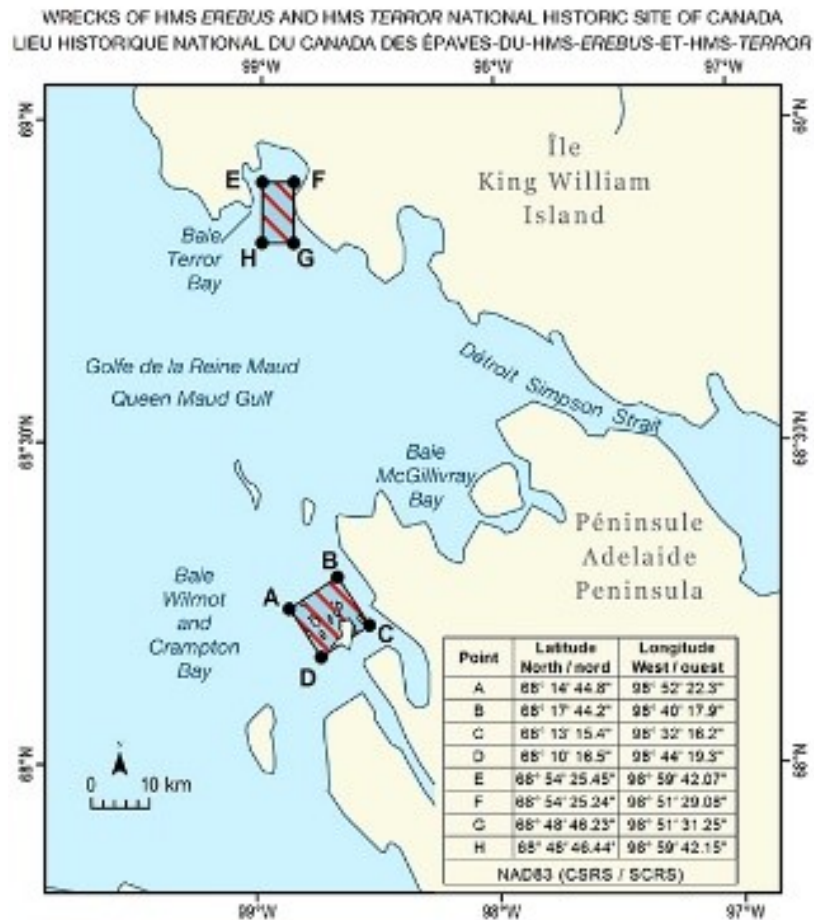 WRECKS OF HMS EREBUS AND HMS TERROR NATIONAL HISTORIC SITE OF CANADA
LIEU HISTORIQUE NATIONAL DU CANADA DES ÉPAVES-DU-HMS-EREBUS-ET-HMS-TERROR
99°W 98°W 97°W
69°N 69°N
Île
King William
Island
E F
H G
Baie
Terror
Bay
Golfe de la Reine Maud
Queen Maud Gulf
Détroit Simpson Strait
68°30'N 68°30'N
Baie
McGillivray
Bay
Péninsule
Adelaide
Peninsula
Baie
Wilmot
and
Crampton
Bay
A
B
C
D
Point Latitude North / nord Longitude West / ouest
A 68° 14' 44.8" 98° 52' 22.3"
B 68° 17' 44.2" 98° 40' 17.9"
C 68° 13' 15.4" 98° 32' 16.2"
D 68° 10' 16.5" 98° 44' 19.3"
E 68° 54' 25.45" 98° 59' 42.07"
F 68° 54' 25.24" 98° 51' 29.08"
G 68° 48' 46.23" 98° 51' 31.25"
H 68° 48' 46.44" 98° 59' 42.15"
NAD83 (CSRS / SCRS)
68°N 68°N
N
0 10 km
99°W 98°W 97°W